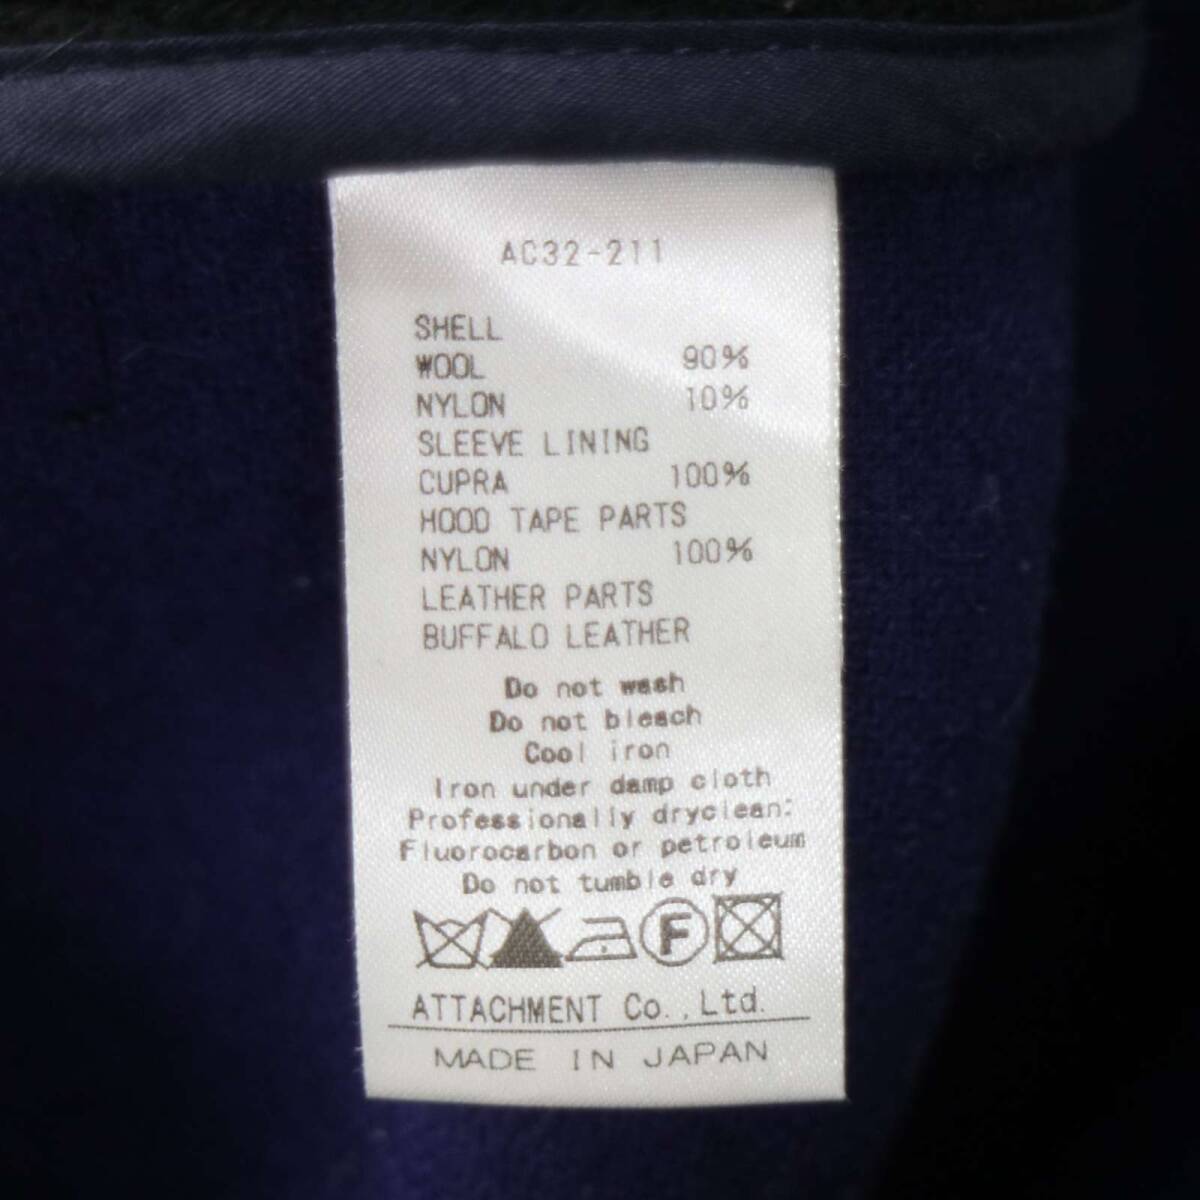 AC32-211
SHELL
WOOL 90%
NYLON 10%
SLEEVE LINING
CUPRA 100%
HOOD TAPE PARTS
NYLON 100%
LEATHER PARTS
BUFFALO LEATHER
Do not wash
Do not bleach
Cool iron
Iron under damp cloth
Professionally dryclean:
Fluorocarbon or petroleum
Do not tumble dry
F
ATTACHMENT Co.,Ltd.
MADE IN JAPAN